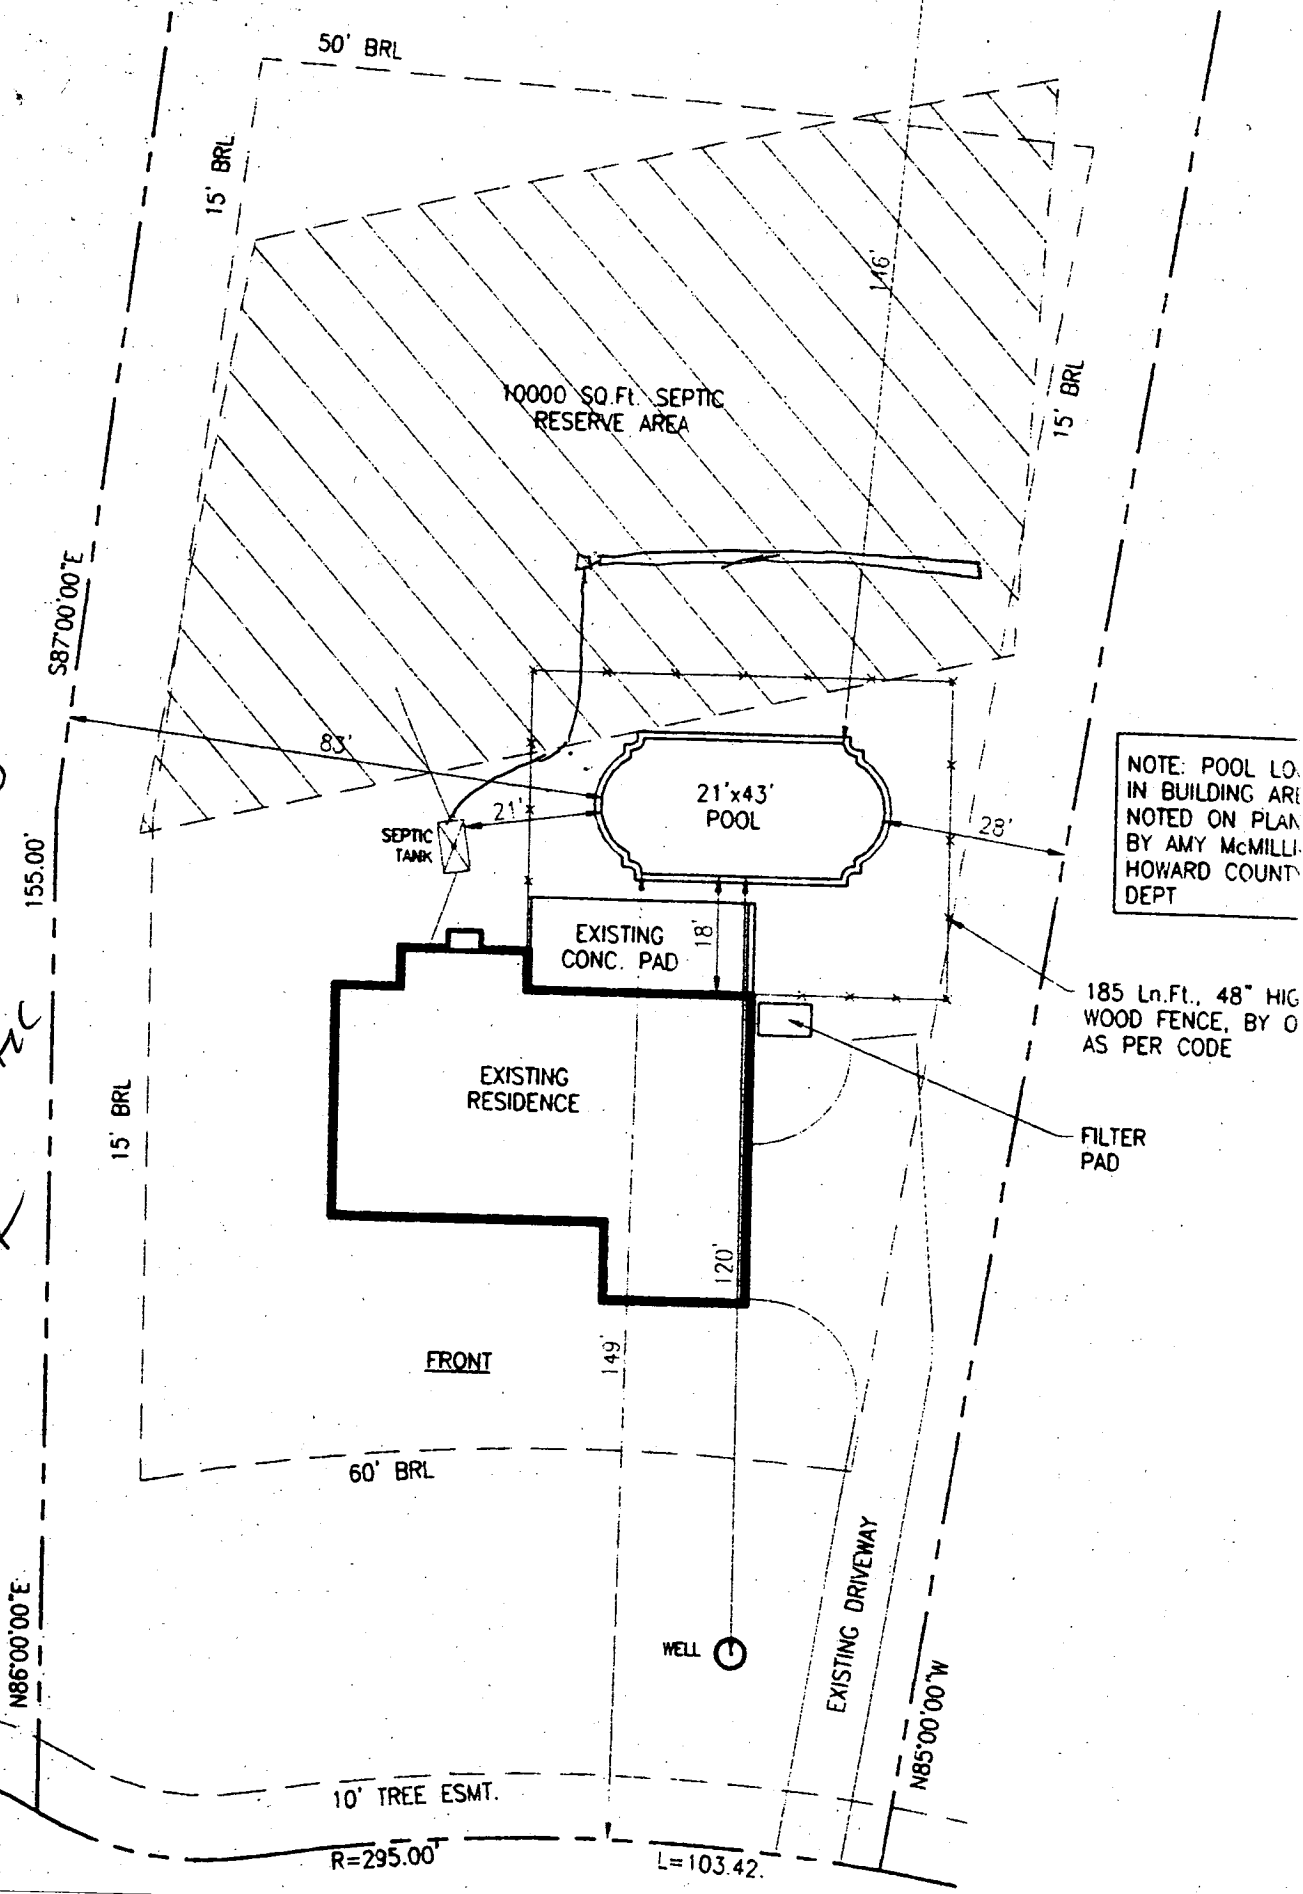 50' BRL
15' BRL
146'
10000 SQ.Ft. SEPTIC
RESERVE AREA
15' BRL
S87°00'00"E
83'
21'
SEPTIC
TANK
21'x43'
POOL
28'
NOTE: POOL LO
IN BUILDING ARE
NOTED ON PLAN
BY AMY McMILLI
HOWARD COUNTY
DEPT
155.00'
EXISTING
CONC. PAD
18'
185 Ln.Ft., 48" HIG
WOOD FENCE, BY O
AS PER CODE
EXISTING
RESIDENCE
15' BRL
FILTER
PAD
120'
149'
FRONT
60' BRL
EXISTING DRIVEWAY
WELL
N86°00'00"E
N85°00'00"W
10' TREE ESMT.
R=295.00'
L=103.42.